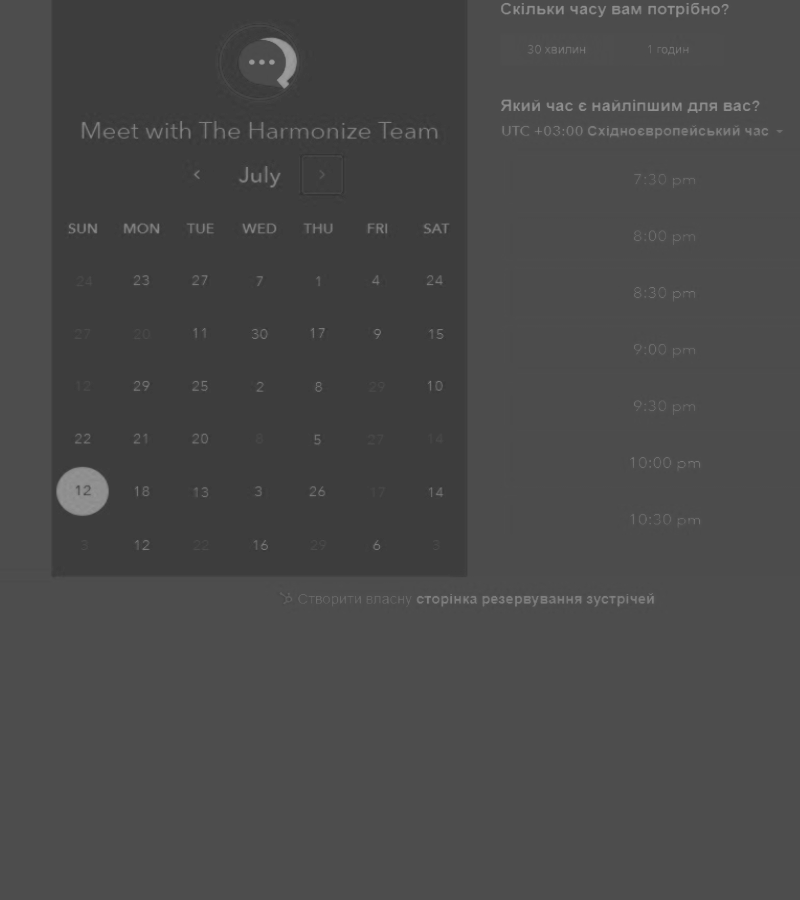 Meet with The Harmonize Team
July
SUN MON TUE WED THU FRI SAT
24 23 27 7 1 4 24
27 20 11 30 17 9 15
12 29 25 2 8 29 10
22 21 20 8 5 27 14
12 18 13 3 26 17 14
3 12 22 16 29 6 3
Скільки часу вам потрібно?
30 хвилин 1 годин
Який час є найліпшим для вас?
UTC +03:00 Східноєвропейський час
7:30 pm
8:00 pm
8:30 pm
9:00 pm
9:30 pm
10:00 pm
10:30 pm
Створити власну сторінка резервування зустрічей